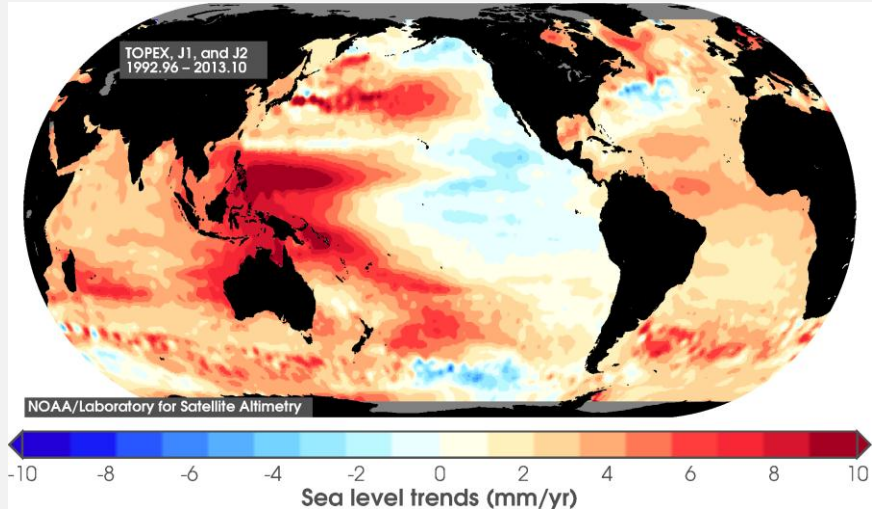 TOPEX, J1, and J2
1992.96 – 2013.10
NOAA/Laboratory for Satellite Altimetry
-10 -8 -6 -4 -2 0 2 4 6 8 10
Sea level trends (mm/yr)